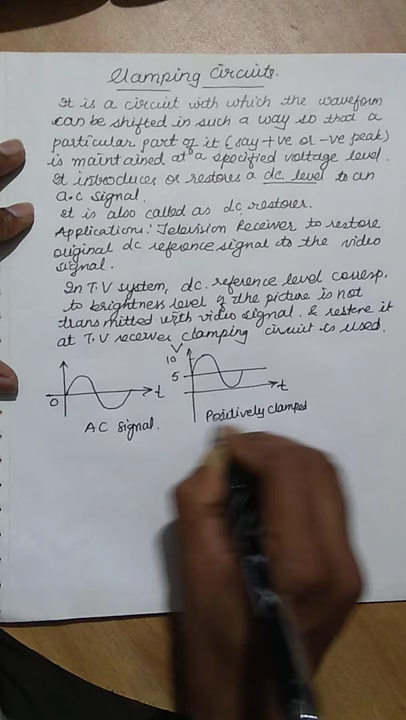 Clamping Circuits.
It is a circuit with which the waveform
can be shifted in such a way so that a
particular part of it (say +ve or -ve peak)
is maintained at a specified voltage level.
It introduces or restores a dc level to an
a.c signal.
It is also called as dc restorer.
Applications: Television Receiver to restore
original dc reference signal to the video
signal.
In T.V system, dc reference level corresp.
to brightness level of the picture is not
transmitted with video signal. & restore it
at T.V receiver clamping circuit is used.
V
10
5
t
0
t
AC signal.
Positively clamped